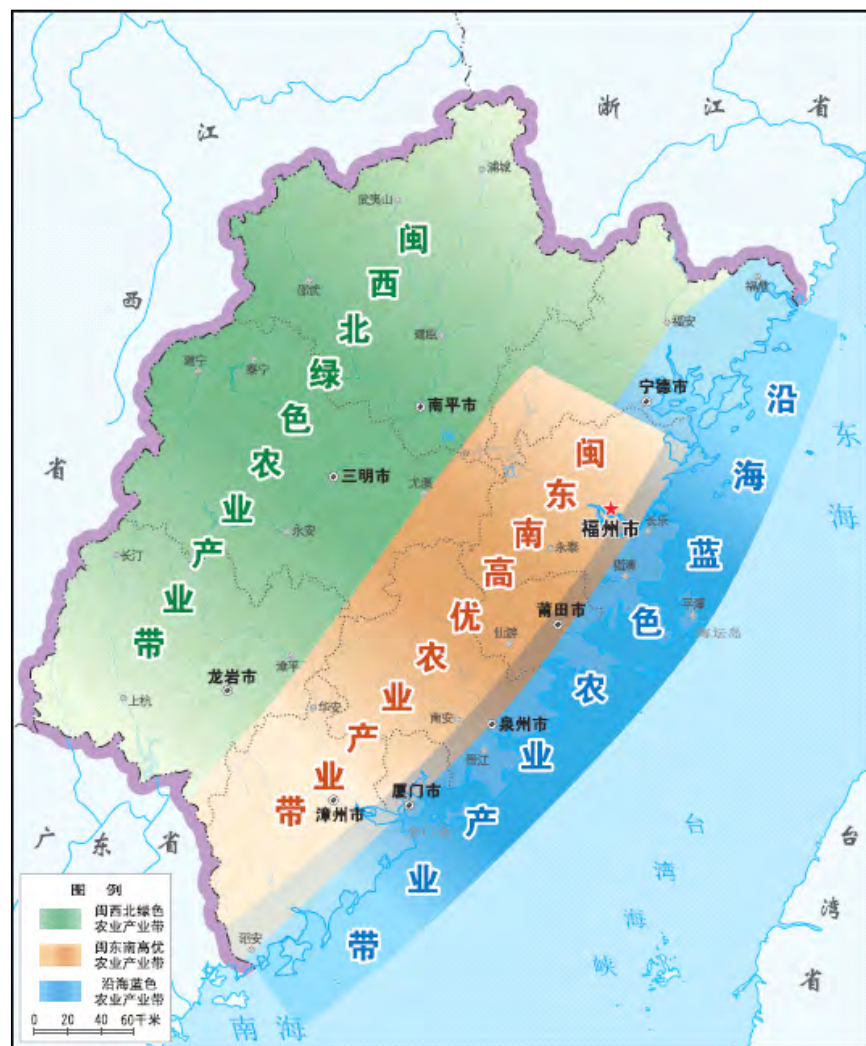 浙江省
江西省
浦城
武夷山
闽西北绿色农业产业带
邵武
福鼎
福安
建瓯
建宁
泰宁
宁德市
南平市
沿海蓝色农业产业带
东海
闽东南高优农业产业带
三明市
尤溪
福州市
长乐
永安
永泰
长汀
福清
平潭
海坛岛
莆田市
仙游
漳平
龙岩市
上杭
华安
南安
泉州市
晋江
厦门市
漳州市
广东省
台湾海峡
台湾省
诏安
南海
图 例
闽西北绿色
农业产业带
闽东南高优
农业产业带
沿海蓝色
农业产业带
0 20 40 60千米